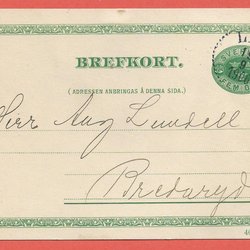 BREFKORT.
(ADRESSEN ANBRINGAS Å DENNA SIDA.)
Herr Aug Lundell
Bredaryd